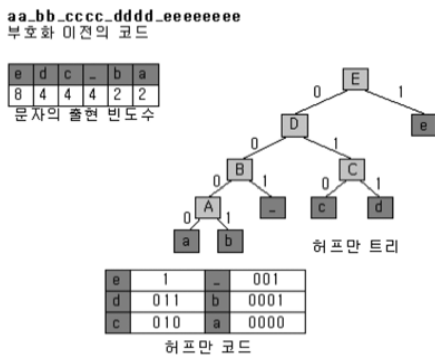 aa_bb_cccc_dddd_eeeeeeee
부호화 이전의 코드
e d c _ b a
8 4 4 4 2 2
문자의 출현 빈도수
E
0 1
D e
0 1
B C
0 1 0 1
A _ c d
0 1
a b
허프만 트리
e 1 _ 001
d 011 b 0001
c 010 a 0000
허프만 코드